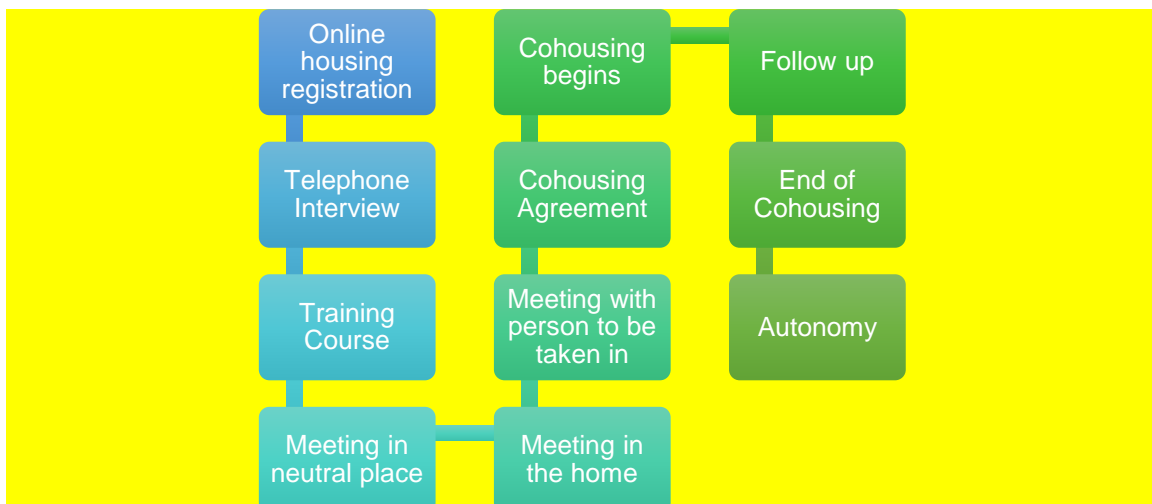 Online
housing
registration
Telephone
Interview
Training
Course
Meeting in
neutral place
Meeting in
the home
Meeting with
person to be
taken in
Cohousing
Agreement
Cohousing
begins
Follow up
End of
Cohousing
Autonomy